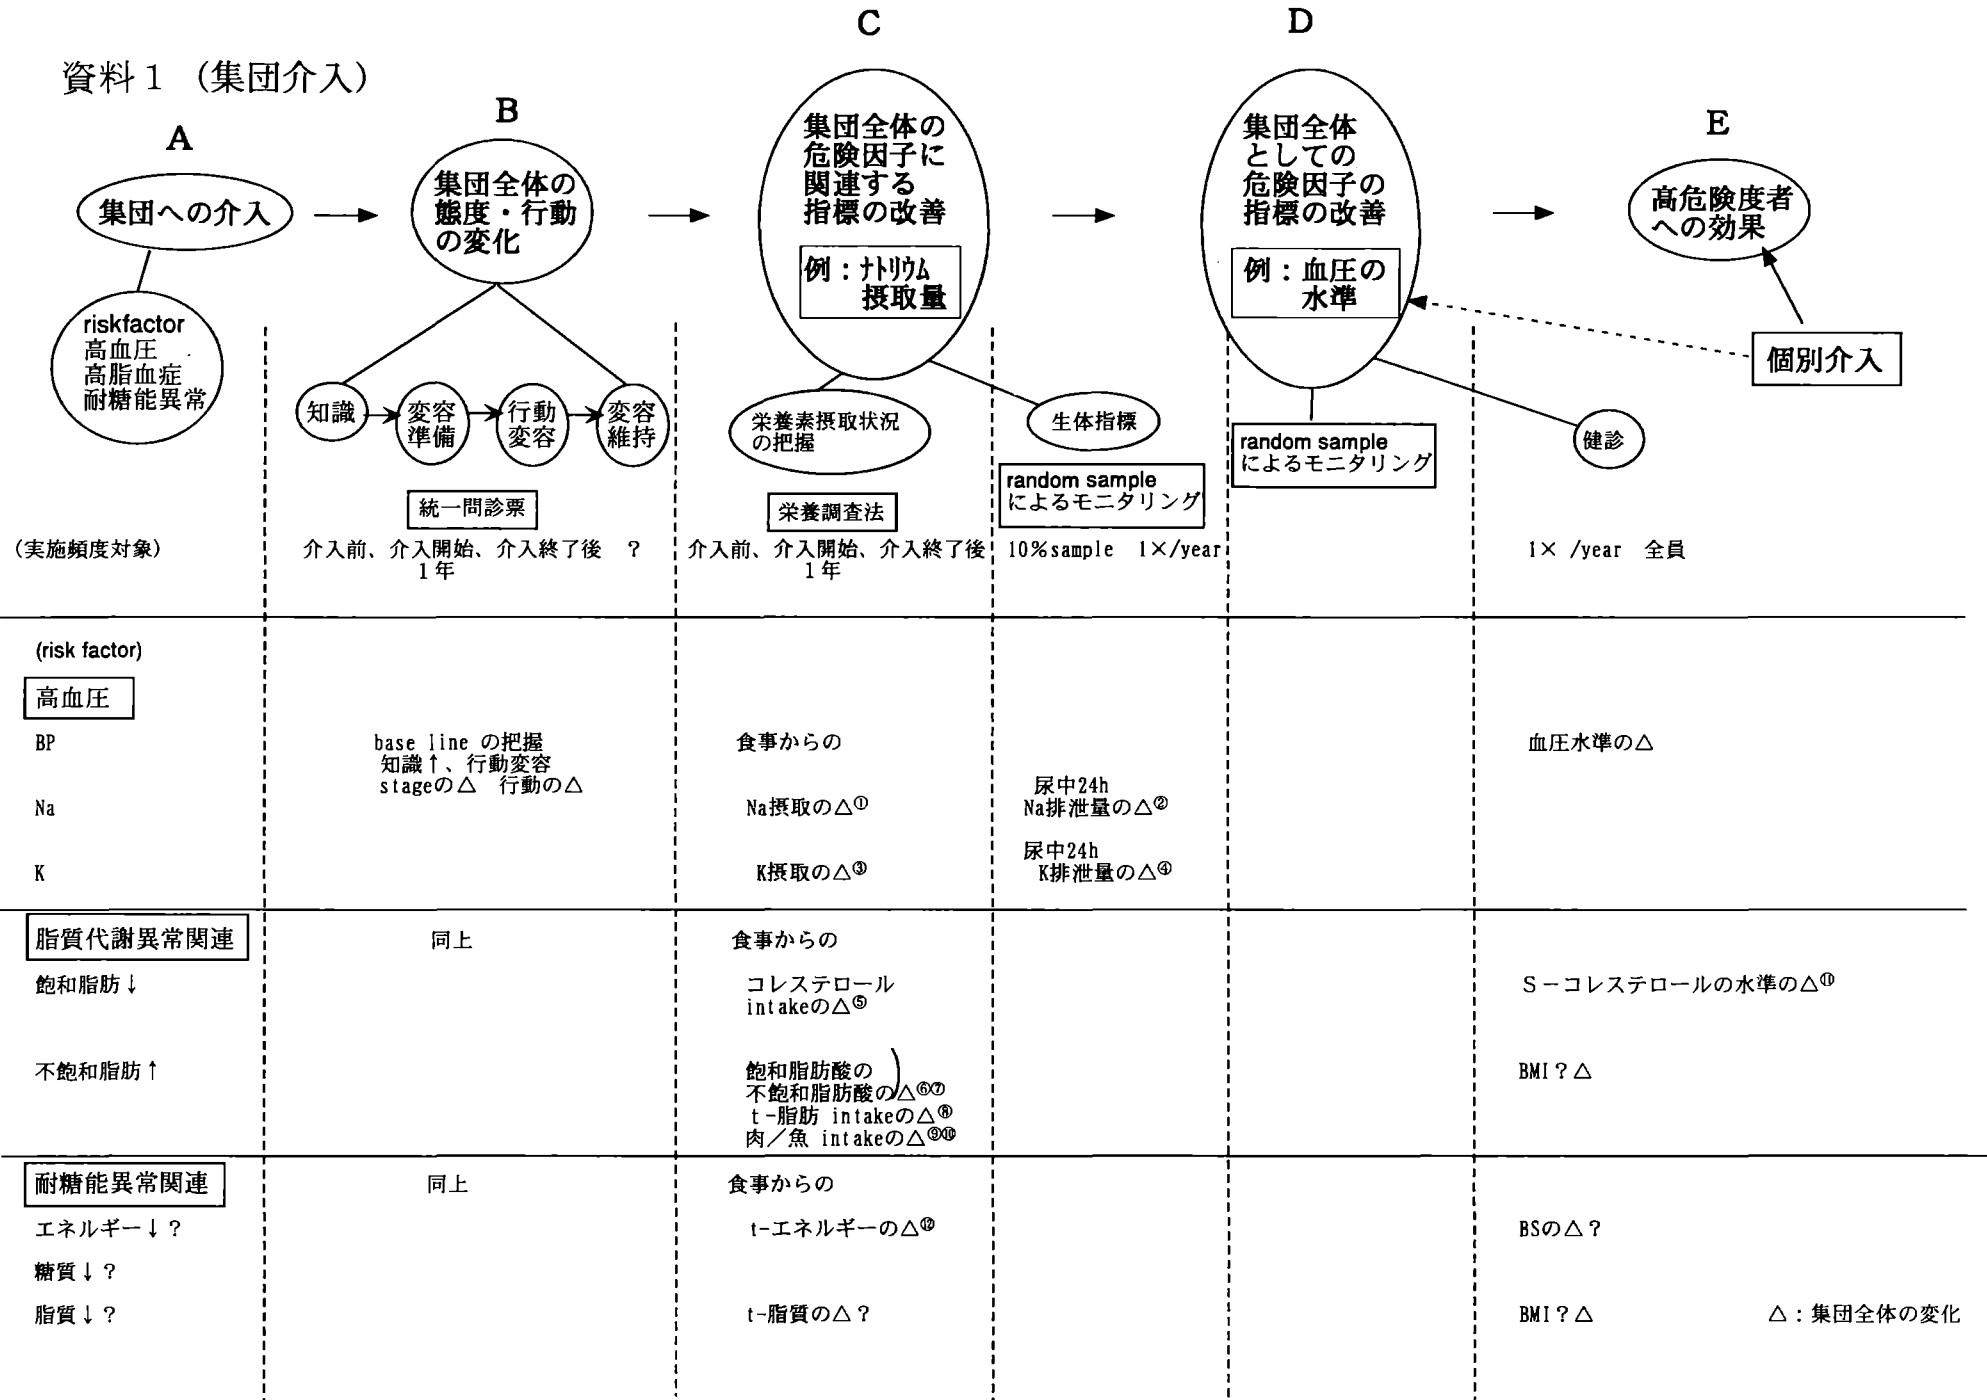 資料1 (集団介入)
A
集団への介入
riskfactor
高血圧
高脂血症
耐糖能異常
B
集団全体の
態度・行動
の変化
知識
変容
準備
行動
変容
変容
維持
統一問診票
C
集団全体の
危険因子に
関連する
指標の改善
例：ナトリウム
摂取量
栄養素摂取状況
の把握
栄養調査法
生体指標
random sample
によるモニタリング
D
集団全体
としての
危険因子の
指標の改善
例：血圧の
水準
random sample
によるモニタリング
健診
E
高危険度者
への効果
個別介入
(実施頻度対象)
介入前、介入開始、介入終了後 ?
1年
介入前、介入開始、介入終了後
1年
10%sample 1×/year
1× /year 全員
(risk factor)
高血圧
BP
base line の把握
知識↑、行動変容
stageの△ 行動の△
食事からの
血圧水準の△
Na
Na摂取の△①
尿中24h
Na排泄量の△②
K
K摂取の△③
尿中24h
K排泄量の△④
脂質代謝異常関連
同上
食事からの
飽和脂肪↓
コレステロール
intakeの△⑤
S－コレステロールの水準の△⑪
不飽和脂肪↑
飽和脂肪酸の
不飽和脂肪酸の△⑥⑦
t-脂肪 intakeの△⑧
肉／魚 intakeの△⑨⑩
BMI？△
耐糖能異常関連
同上
食事からの
エネルギー↓？
t-エネルギーの△⑫
BSの△？
糖質↓？
脂質↓？
t-脂質の△？
BMI？△
△：集団全体の変化